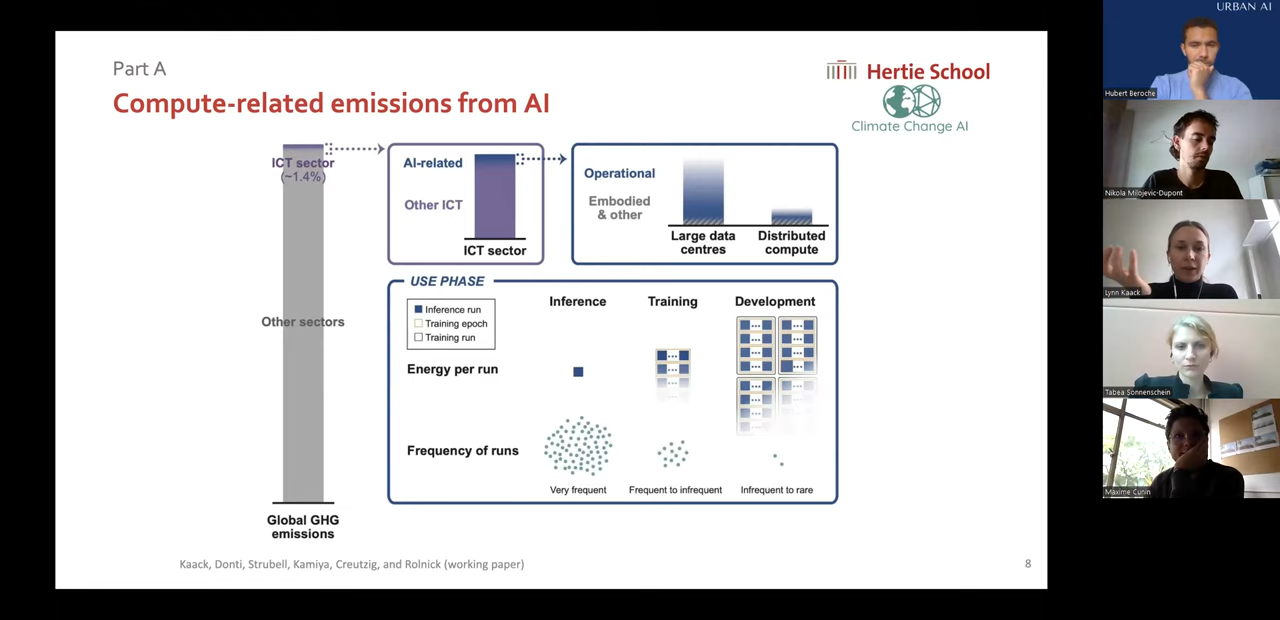 URBAN AI
Part A
Compute-related emissions from AI
Hertie School
Climate Change AI
ICT sector
(~1.4%)
Other sectors
Global GHG
emissions
AI-related
Other ICT
ICT sector
Operational
Embodied
& other
Large data
centres
Distributed
compute
USE PHASE
Inference run
Training epoch
Training run
Inference
Training
Development
Energy per run
Frequency of runs
Very frequent
Frequent to infrequent
Infrequent to rare
Kaack, Donti, Strubell, Kamiya, Creutzig, and Rolnick (working paper)
8
Hubert Beroche
Nikola Milojevic-Dupont
Lynn Kaack
Tabea Sonnenschein
Maxime Cunin